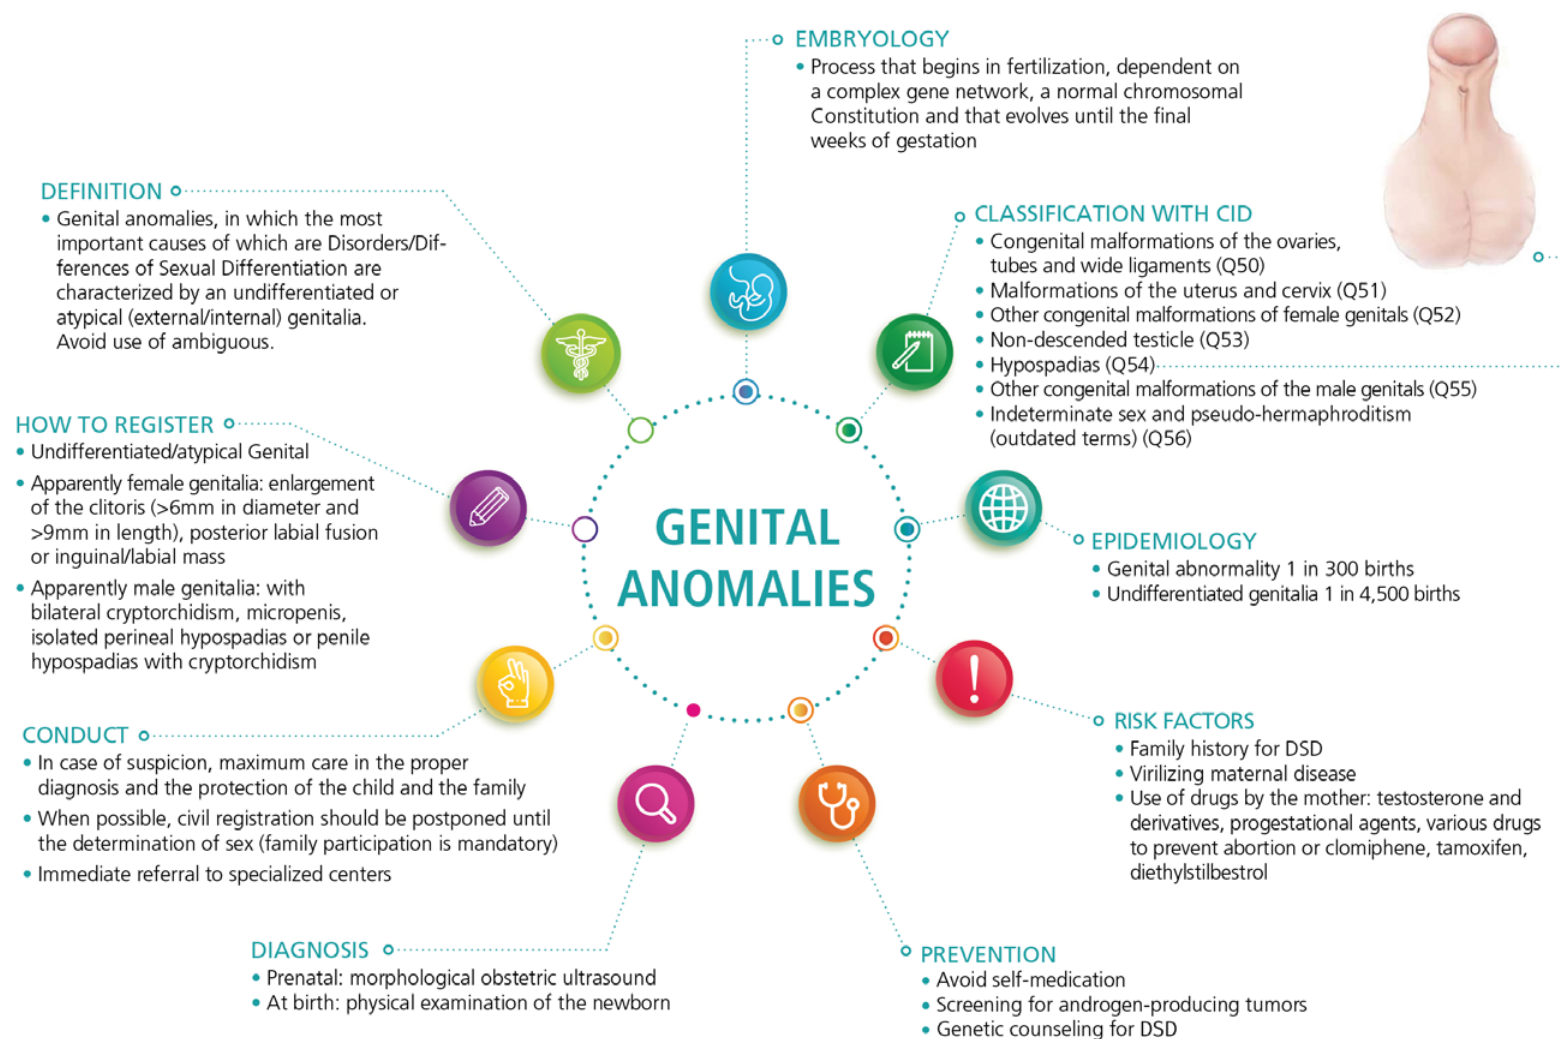 EMBRYOLOGY
• Process that begins in fertilization, dependent on
a complex gene network, a normal chromosomal
Constitution and that evolves until the final
weeks of gestation
DEFINITION
• Genital anomalies, in which the most
important causes of which are Disorders/Dif-
ferences of Sexual Differentiation are
characterized by an undifferentiated or
atypical (external/internal) genitalia.
Avoid use of ambiguous.
CLASSIFICATION WITH CID
• Congenital malformations of the ovaries,
tubes and wide ligaments (Q50)
• Malformations of the uterus and cervix (Q51)
• Other congenital malformations of female genitals (Q52)
• Non-descended testicle (Q53)
• Hypospadias (Q54)
• Other congenital malformations of the male genitals (Q55)
• Indeterminate sex and pseudo-hermaphroditism
(outdated terms) (Q56)
HOW TO REGISTER
• Undifferentiated/atypical Genital
• Apparently female genitalia: enlargement
of the clitoris (>6mm in diameter and
>9mm in length), posterior labial fusion
or inguinal/labial mass
• Apparently male genitalia: with
bilateral cryptorchidism, micropenis,
isolated perineal hypospadias or penile
hypospadias with cryptorchidism
GENITAL
ANOMALIES
EPIDEMIOLOGY
• Genital abnormality 1 in 300 births
• Undifferentiated genitalia 1 in 4,500 births
RISK FACTORS
• Family history for DSD
• Virilizing maternal disease
• Use of drugs by the mother: testosterone and
derivatives, progestational agents, various drugs
to prevent abortion or clomiphene, tamoxifen,
diethylstilbestrol
CONDUCT
• In case of suspicion, maximum care in the proper
diagnosis and the protection of the child and the family
• When possible, civil registration should be postponed until
the determination of sex (family participation is mandatory)
• Immediate referral to specialized centers
DIAGNOSIS
• Prenatal: morphological obstetric ultrasound
• At birth: physical examination of the newborn
PREVENTION
• Avoid self-medication
• Screening for androgen-producing tumors
• Genetic counseling for DSD